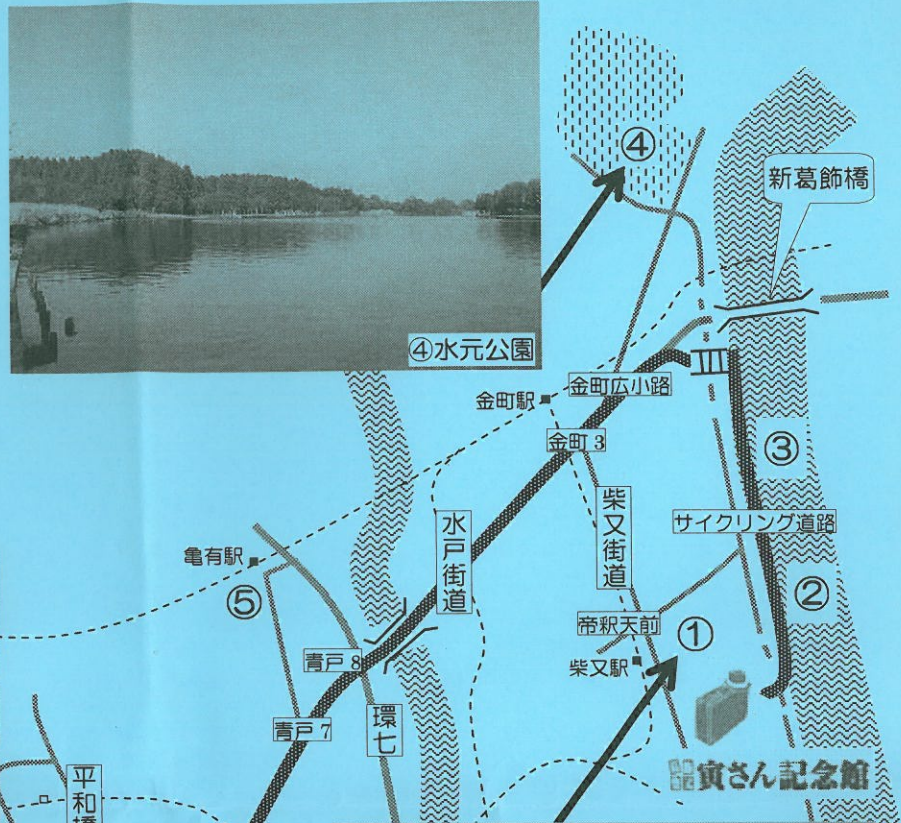 ④水元公園
④
新葛飾橋
金町駅
金町広小路
金町3
③
柴又街道
サイクリング道路
水戸街道
亀有駅
⑤
②
帝釈天前
①
柴又駅
青戸8
青戸7
環七
寅さん記念館
平和橋